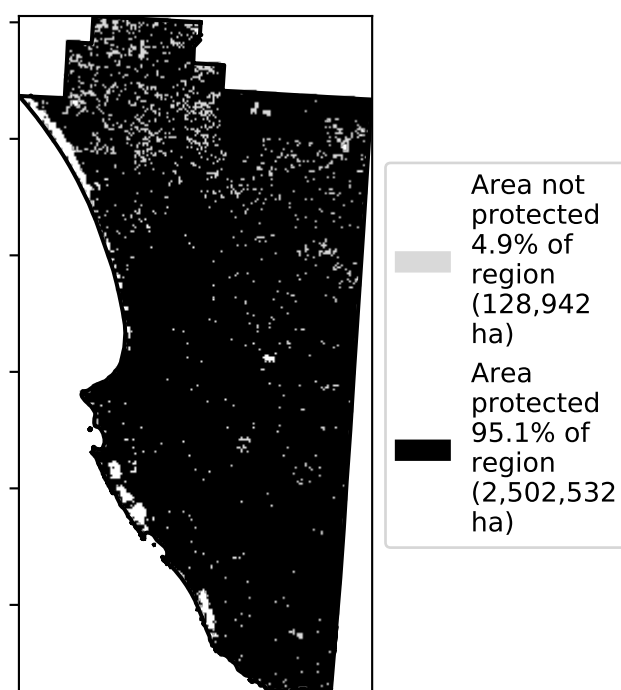 Area not
protected
4.9% of
region
(128,942
ha)
Area
protected
95.1% of
region
(2,502,532
ha)